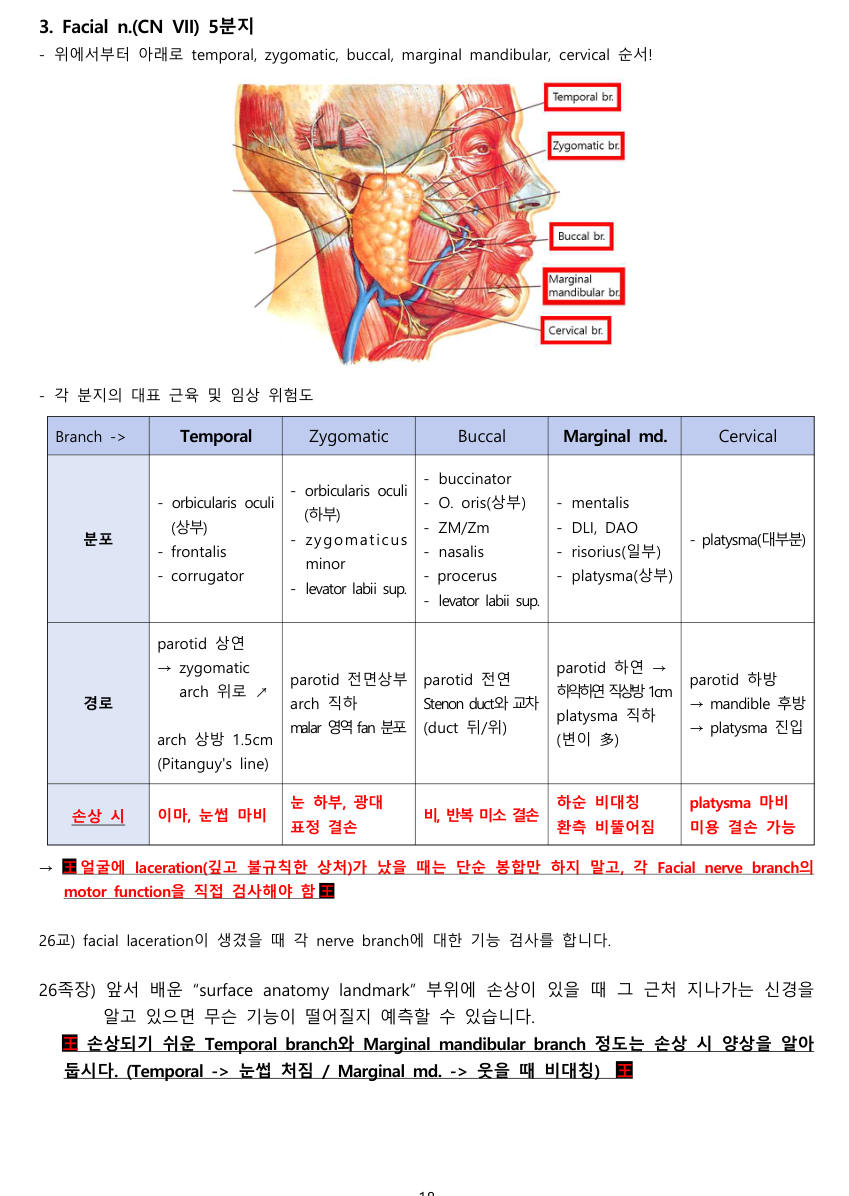 3. Facial n.(CN VII) 5분지
- 위에서부터 아래로 temporal, zygomatic, buccal, marginal mandibular, cervical 순서!
Temporal br.
Zygomatic br.
Buccal br.
Marginal
mandibular br.
Cervical br.
- 각 분지의 대표 근육 및 임상 위험도
Branch -> Temporal Zygomatic Buccal Marginal md. Cervical
분포
- orbicularis oculi
(상부)
- frontalis
- corrugator
- orbicularis oculi
(하부)
- zygomaticus
minor
- levator labii sup.
- buccinator
- O. oris(상부)
- ZM/Zm
- nasalis
- procerus
- levator labii sup.
- mentalis
- DLI, DAO
- risorius(일부)
- platysma(상부)
- platysma(대부분)
경로
parotid 상연
→ zygomatic
arch 위로 ↗
arch 상방 1.5cm
(Pitanguy's line)
parotid 전면상부
arch 직하
malar 영역 fan 분포
parotid 전연
Stenon duct와 교차
(duct 뒤/위)
parotid 하연 →
하악하연 직상방 1cm
platysma 직하
(변이 多)
parotid 하방
→ mandible 후방
→ platysma 진입
손상 시
이마, 눈썹 마비
눈 하부, 광대
표정 결손
비, 반복 미소 결손
하순 비대칭
환측 비뚤어짐
platysma 마비
미용 결손 가능
→ 王 얼굴에 laceration(깊고 불규칙한 상처)가 났을 때는 단순 봉합만 하지 말고, 각 Facial nerve branch의
motor function을 직접 검사해야 함 王
26교) facial laceration이 생겼을 때 각 nerve branch에 대한 기능 검사를 합니다.
26족장) 앞서 배운 “surface anatomy landmark” 부위에 손상이 있을 때 그 근처 지나가는 신경을
알고 있으면 무슨 기능이 떨어질지 예측할 수 있습니다.
王 손상되기 쉬운 Temporal branch와 Marginal mandibular branch 정도는 손상 시 양상을 알아
둡시다. (Temporal -> 눈썹 처짐 / Marginal md. -> 웃을 때 비대칭) 王